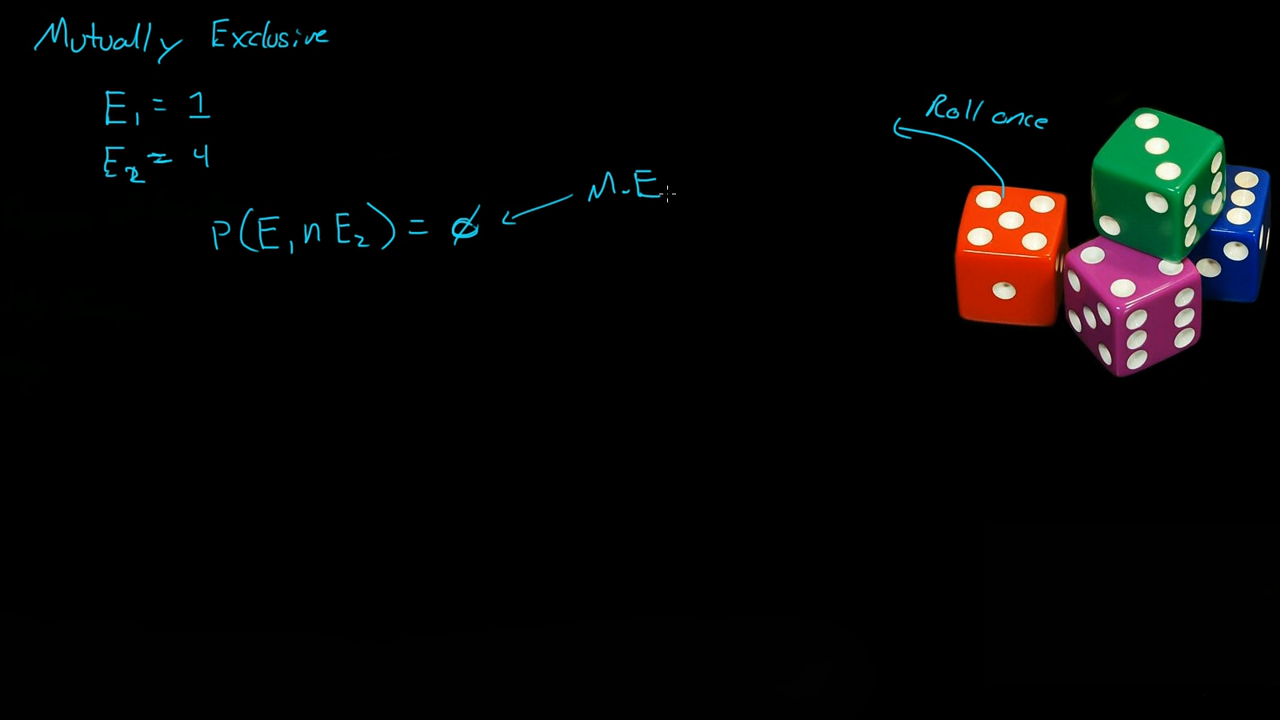 Mutually Exclusive
E₁ = 1
E₂ = 4
P(E₁ ∩ E₂) = ∅
M.E
Roll once